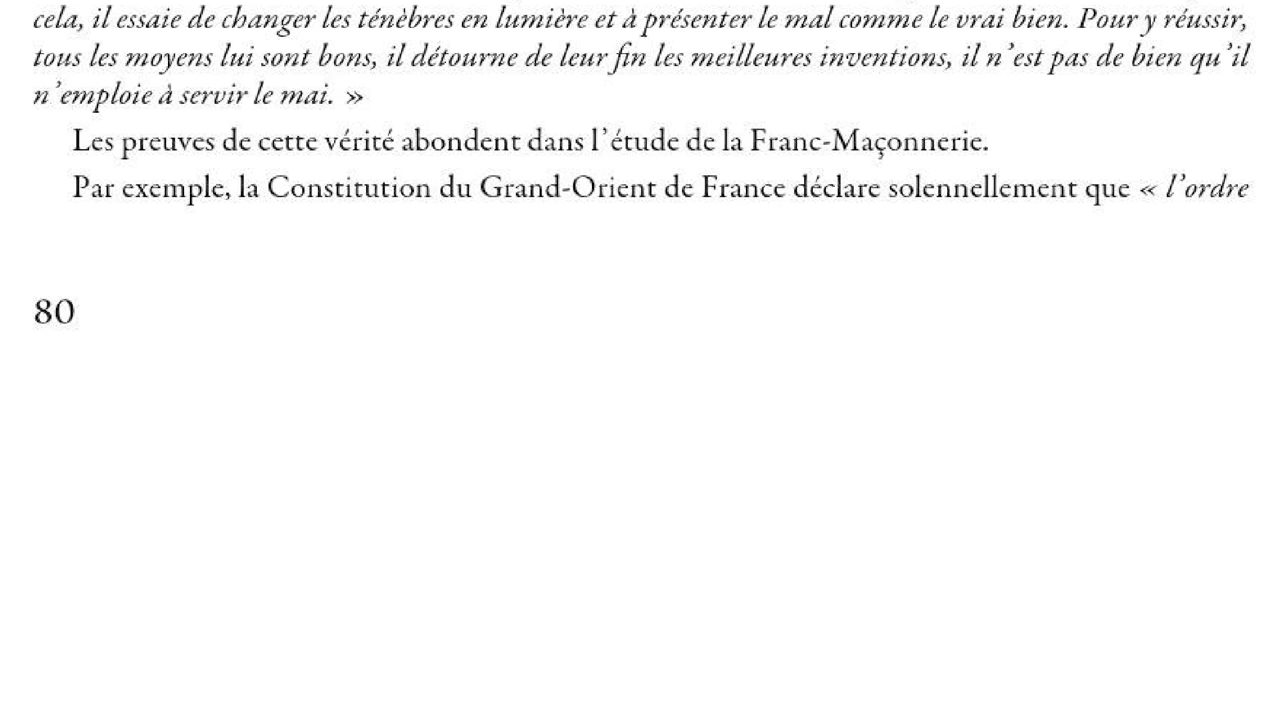 cela, il essaie de changer les ténèbres en lumière et à présenter le mal comme le vrai bien. Pour y réussir,
tous les moyens lui sont bons, il détourne de leur fin les meilleures inventions, il n’est pas de bien qu’il
n’emploie à servir le mai. »
Les preuves de cette vérité abondent dans l’étude de la Franc-Maçonnerie.
Par exemple, la Constitution du Grand-Orient de France déclare solennellement que « l’ordre
80